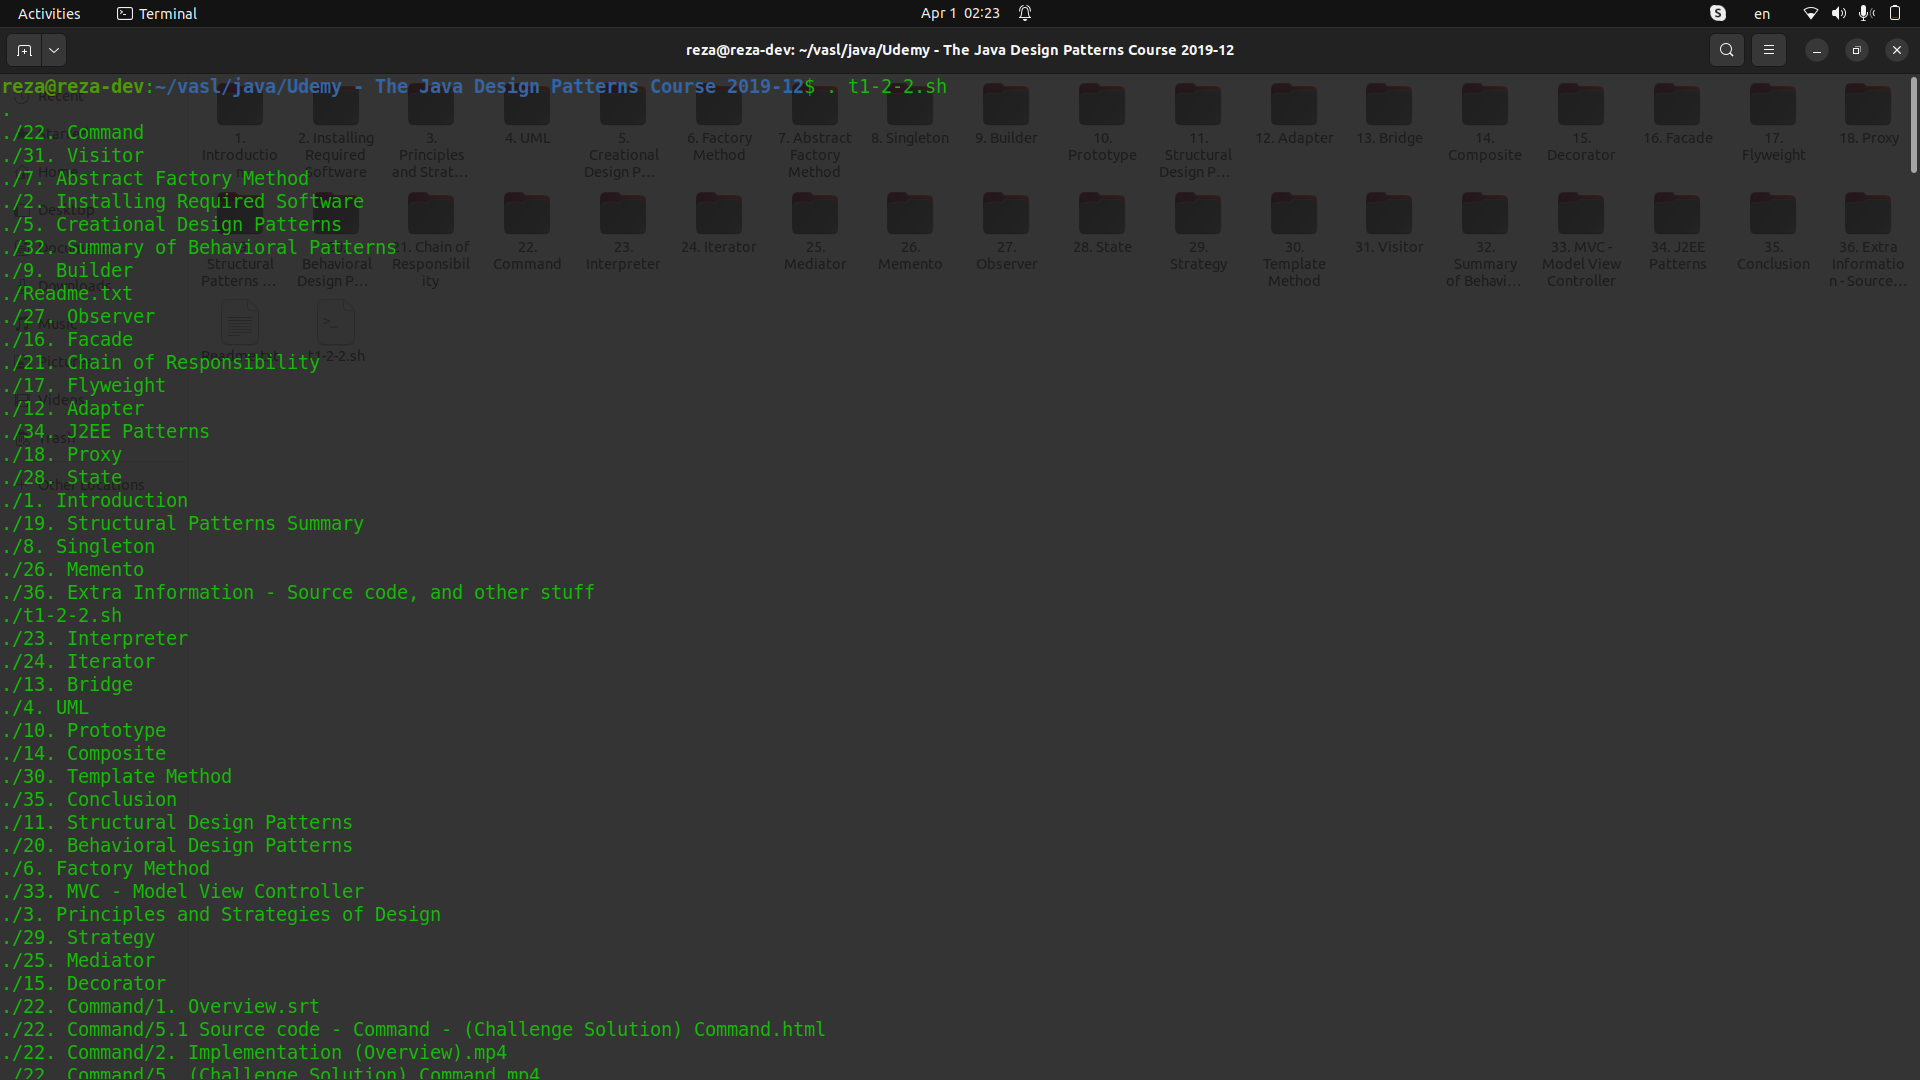 Activities
Terminal
Apr 1 02:23
en
reza@reza-dev: ~/vasl/java/Udemy - The Java Design Patterns Course 2019-12
reza@reza-dev:~/vasl/java/Udemy - The Java Design Patterns Course 2019-12$ . t1-2-2.sh
.
./22. Command
./31. Visitor
./7. Abstract Factory Method
./2. Installing Required Software
./5. Creational Design Patterns
./32. Summary of Behavioral Patterns
./9. Builder
./Readme.txt
./27. Observer
./16. Facade
./21. Chain of Responsibility
./17. Flyweight
./12. Adapter
./34. J2EE Patterns
./18. Proxy
./28. State
./1. Introduction
./19. Structural Patterns Summary
./8. Singleton
./26. Memento
./36. Extra Information - Source code, and other stuff
./t1-2-2.sh
./23. Interpreter
./24. Iterator
./13. Bridge
./4. UML
./10. Prototype
./14. Composite
./30. Template Method
./35. Conclusion
./11. Structural Design Patterns
./20. Behavioral Design Patterns
./6. Factory Method
./33. MVC - Model View Controller
./3. Principles and Strategies of Design
./29. Strategy
./25. Mediator
./15. Decorator
./22. Command/1. Overview.srt
./22. Command/5.1 Source code - Command - (Challenge Solution) Command.html
./22. Command/2. Implementation (Overview).mp4
./22. Command/5. (Challenge Solution) Command.mp4
1.
Introductio
2. Installing
Required
Software
3.
Principles
and Strat...
4. UML
5.
Creational
Design P...
6. Factory
Method
7. Abstract
Factory
Method
8. Singleton
9. Builder
10.
Prototype
11.
Structural
Design P...
12. Adapter
13. Bridge
14.
Composite
15.
Decorator
16. Facade
17.
Flyweight
18. Proxy
Structural
Patterns ...
Behavioral
Design P...
21. Chain of
Responsibil
ity
22.
Command
23.
Interpreter
24. Iterator
25.
Mediator
26.
Memento
27.
Observer
28. State
29.
Strategy
30.
Template
Method
31. Visitor
32.
Summary
of Behavi...
33. MVC -
Model View
Controller
34. J2EE
Patterns
35.
Conclusion
36. Extra
Informatio
n - Source...
Readme.txt
t1-2-2.sh
Recent
Home
Desktop
Downloads
Music
Videos
Trash
Other Locations